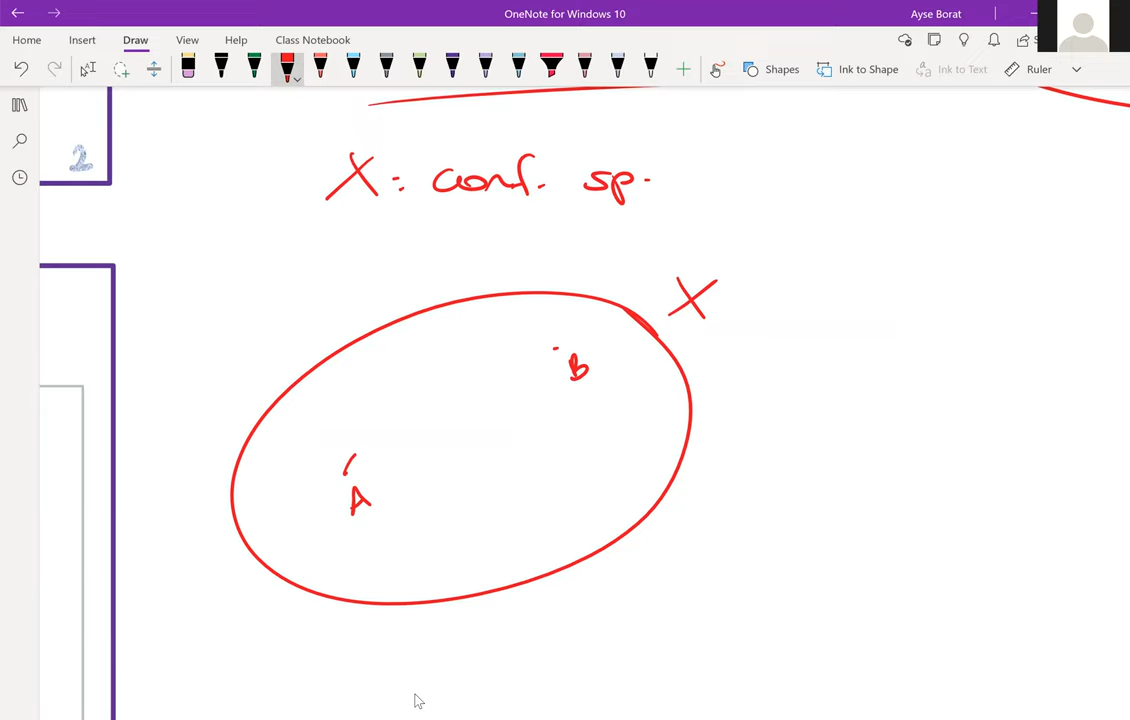 OneNote for Windows 10
Ayse Borat
Home Insert Draw View Help Class Notebook
Shapes Ink to Shape Ink to Text Ruler
2
X: conf. sp.
X
B
A